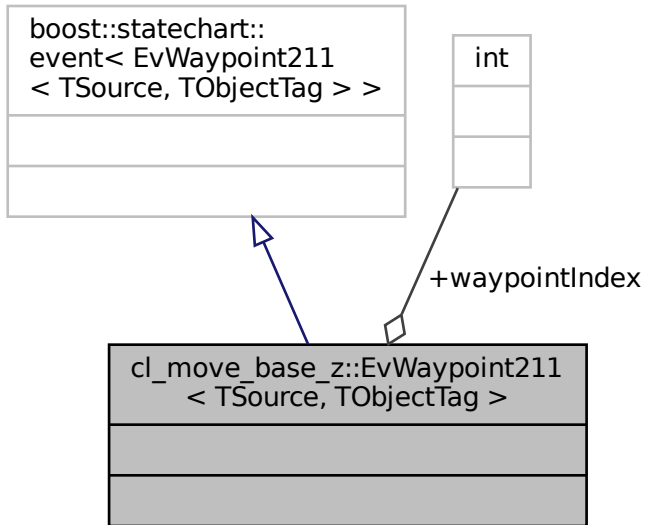 boost::statechart::
event< EvWaypoint211
< TSource, TObjectTag > >
int
+waypointIndex
cl_move_base_z::EvWaypoint211
< TSource, TObjectTag >